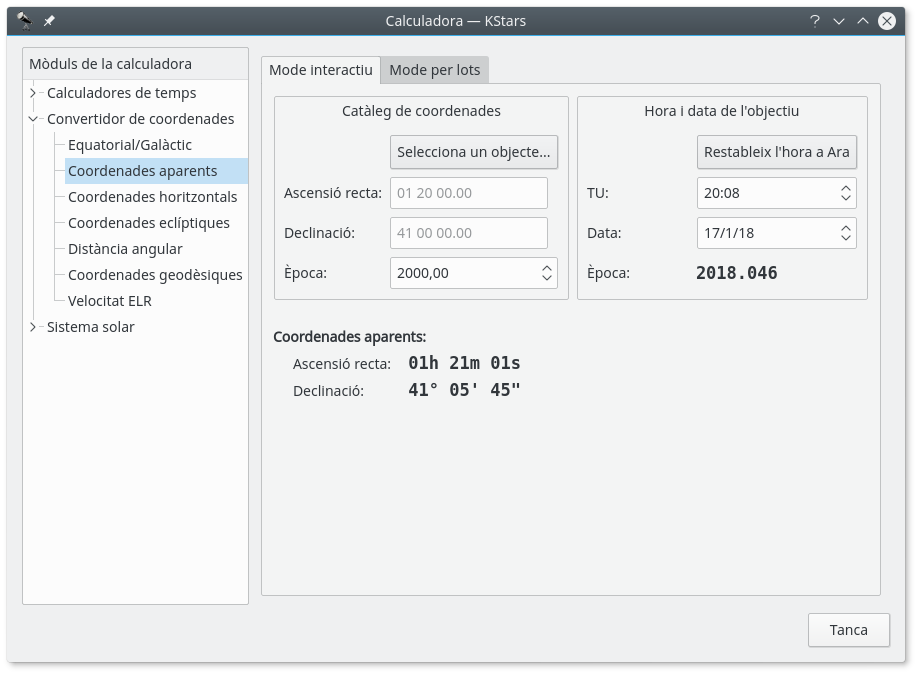 Calculadora — KStars
Mòduls de la calculadora
Calculadores de temps
Convertidor de coordenades
Equatorial/Galàctic
Coordenades aparents
Coordenades horitzontals
Coordenades eclíptiques
Distància angular
Coordenades geodèsiques
Velocitat ELR
Sistema solar
Mode interactiu
Mode per lots
Catàleg de coordenades
Selecciona un objecte...
Ascensió recta: 01 20 00.00
Declinació: 41 00 00.00
Època: 2000,00
Hora i data de l'objectiu
Restableix l'hora a Ara
TU: 20:08
Data: 17/1/18
Època: 2018.046
Coordenades aparents:
Ascensió recta: 01h 21m 01s
Declinació: 41° 05' 45"
Tanca